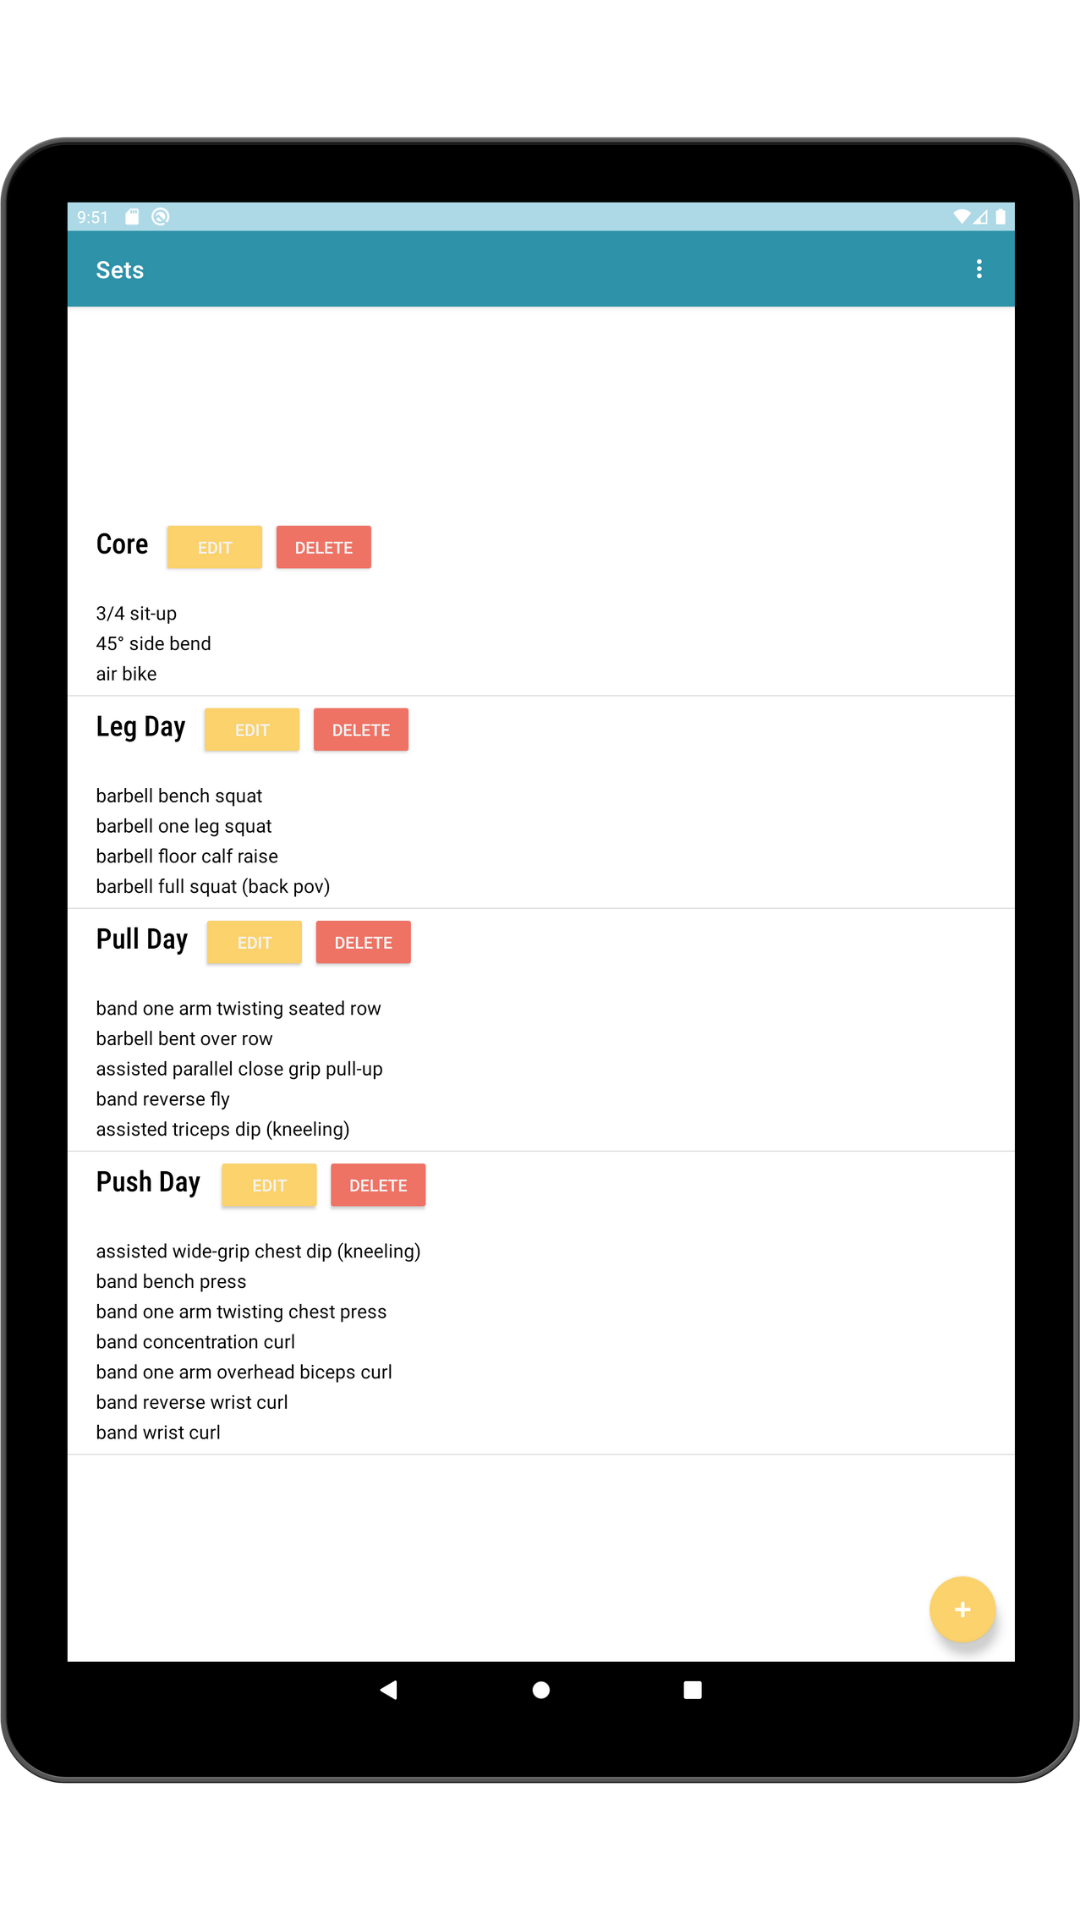 9:51
Sets
Core EDIT DELETE
3/4 sit-up
45° side bend
air bike
Leg Day EDIT DELETE
barbell bench squat
barbell one leg squat
barbell floor calf raise
barbell full squat (back pov)
Pull Day EDIT DELETE
band one arm twisting seated row
barbell bent over row
assisted parallel close grip pull-up
band reverse fly
assisted triceps dip (kneeling)
Push Day EDIT DELETE
assisted wide-grip chest dip (kneeling)
band bench press
band one arm twisting chest press
band concentration curl
band one arm overhead biceps curl
band reverse wrist curl
band wrist curl
+